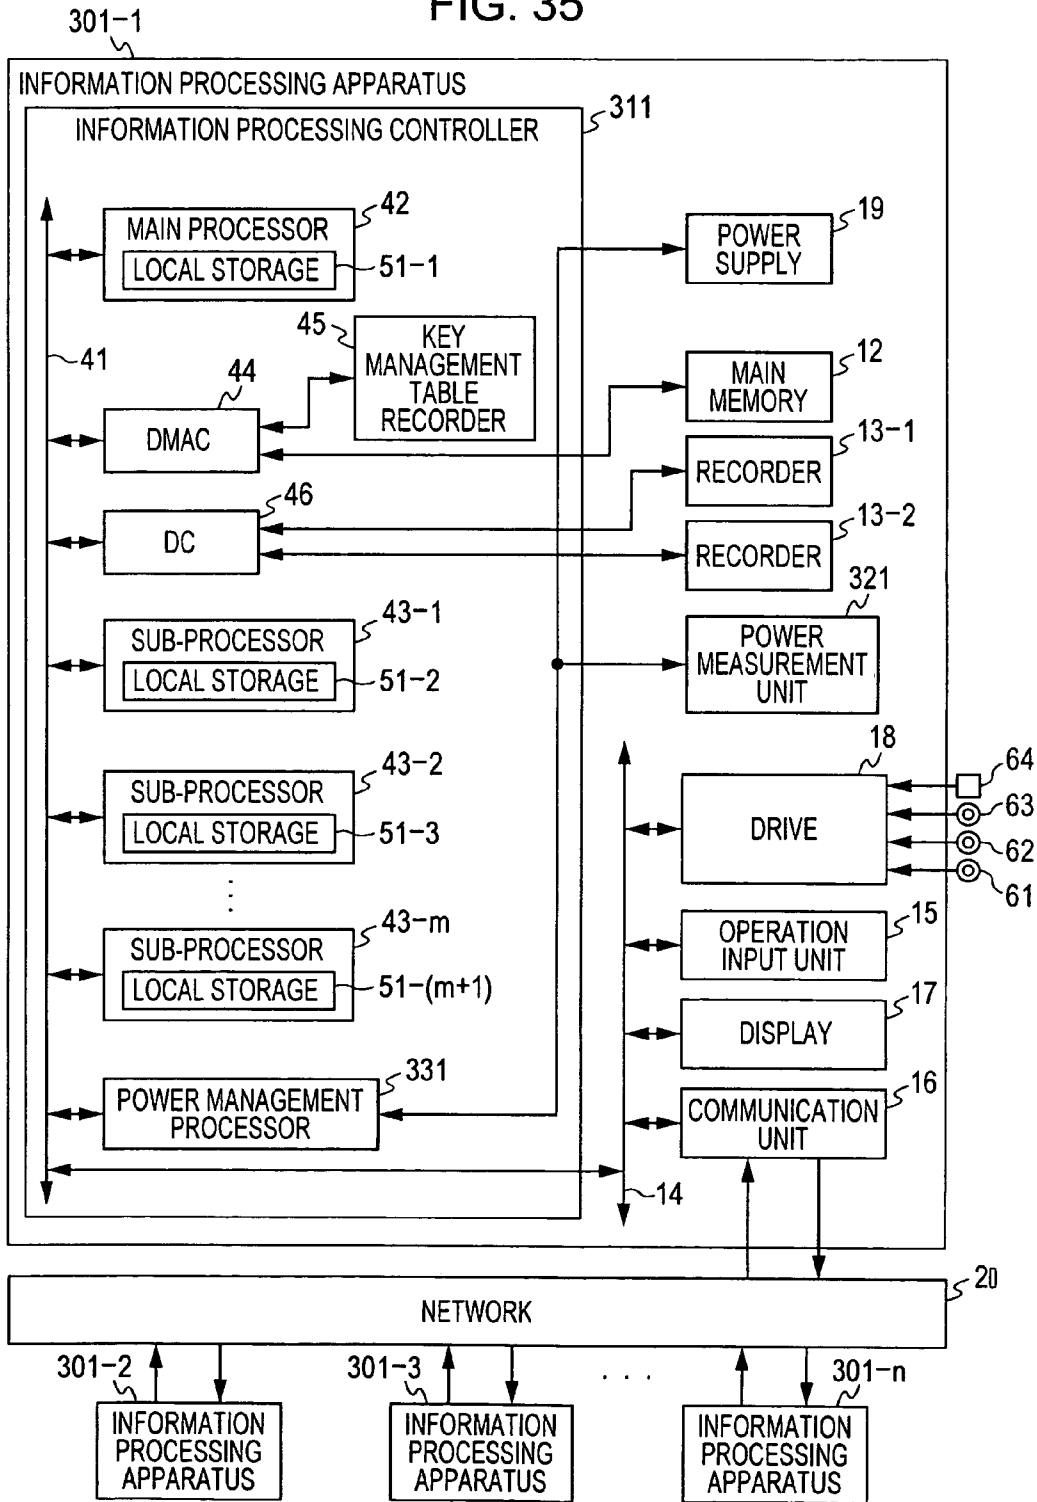 FIG. 35
301-1
INFORMATION PROCESSING APPARATUS
INFORMATION PROCESSING CONTROLLER
311
42
MAIN PROCESSOR
LOCAL STORAGE
51-1
19
POWER
SUPPLY
45
KEY
MANAGEMENT
TABLE
RECORDER
41
44
DMAC
12
MAIN
MEMORY
13-1
RECORDER
46
DC
13-2
RECORDER
43-1
SUB-PROCESSOR
LOCAL STORAGE
51-2
321
POWER
MEASUREMENT
UNIT
43-2
SUB-PROCESSOR
LOCAL STORAGE
51-3
18
DRIVE
64
63
62
61
43-m
SUB-PROCESSOR
LOCAL STORAGE
51-(m+1)
15
OPERATION
INPUT UNIT
17
DISPLAY
331
POWER MANAGEMENT
PROCESSOR
16
COMMUNICATION
UNIT
14
20
NETWORK
301-2
INFORMATION
PROCESSING
APPARATUS
301-3
INFORMATION
PROCESSING
APPARATUS
. . . .
301-n
INFORMATION
PROCESSING
APPARATUS